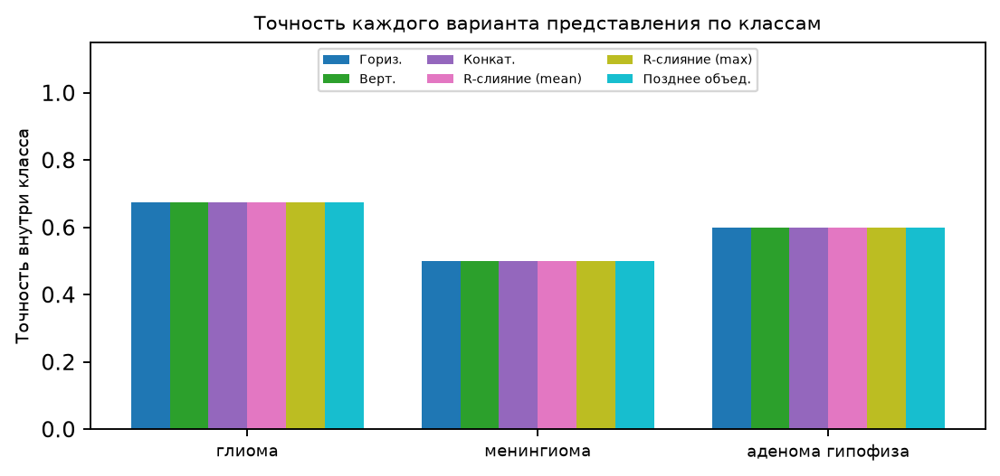 Точность каждого варианта представления по классам
Гориз.
Верт.
Конкат.
R-слияние (mean)
R-слияние (max)
Позднее объед.
Точность внутри класса
1.0
0.8
0.6
0.4
0.2
0.0
глиома
менингиома
аденома гипофиза